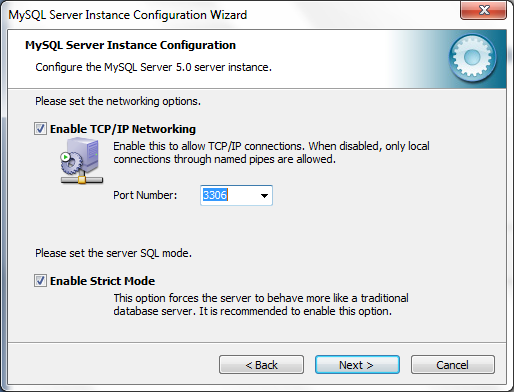 MySQL Server Instance Configuration Wizard
MySQL Server Instance Configuration
Configure the MySQL Server 5.0 server instance.
Please set the networking options.
Enable TCP/IP Networking
Enable this to allow TCP/IP connections. When disabled, only local
connections through named pipes are allowed.
Port Number: 3306
Please set the server SQL mode.
Enable Strict Mode
This option forces the server to behave more like a traditional
database server. It is recommended to enable this option.
< Back Next > Cancel